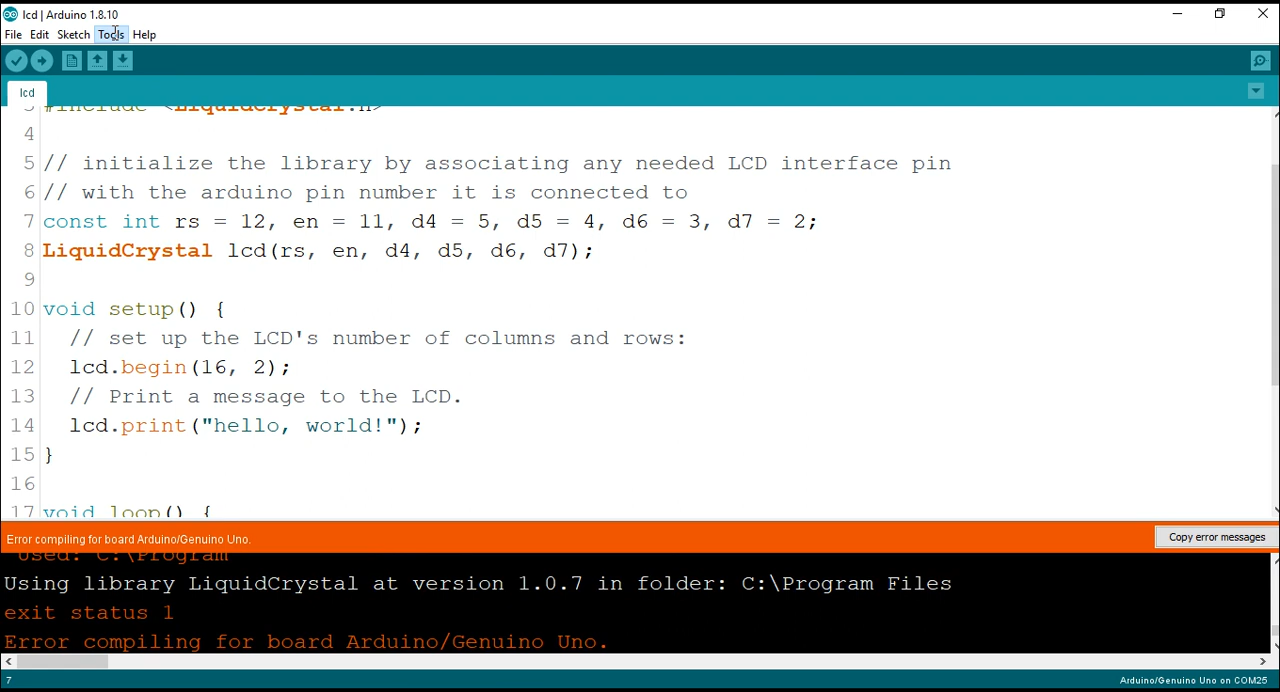 lcd | Arduino 1.8.10
File Edit Sketch Tools Help
lcd
3 #include <LiquidCrystal.h>
4
5 // initialize the library by associating any needed LCD interface pin
6 // with the arduino pin number it is connected to
7 const int rs = 12, en = 11, d4 = 5, d5 = 4, d6 = 3, d7 = 2;
8 LiquidCrystal lcd(rs, en, d4, d5, d6, d7);
9
10 void setup() {
11   // set up the LCD's number of columns and rows:
12   lcd.begin(16, 2);
13   // Print a message to the LCD.
14   lcd.print("hello, world!");
15 }
16
17 void loop() {
Error compiling for board Arduino/Genuino Uno.
Copy error messages
Used: C:\Program
Using library LiquidCrystal at version 1.0.7 in folder: C:\Program Files
exit status 1
Error compiling for board Arduino/Genuino Uno.
7
Arduino/Genuino Uno on COM25